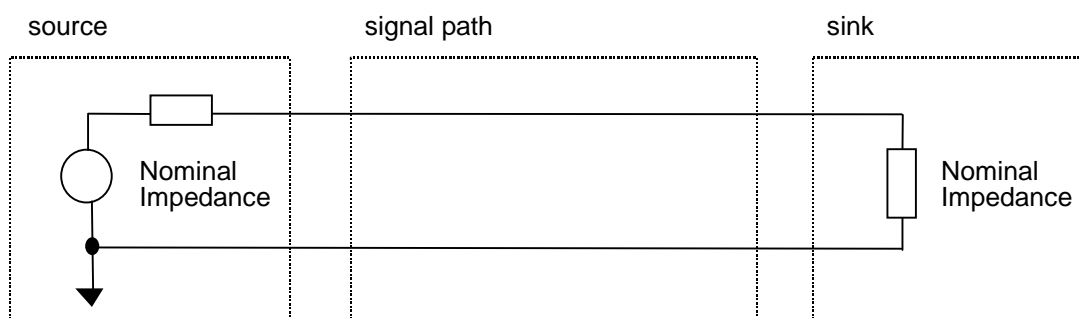 source
signal path
sink
Nominal
Impedance
Nominal
Impedance